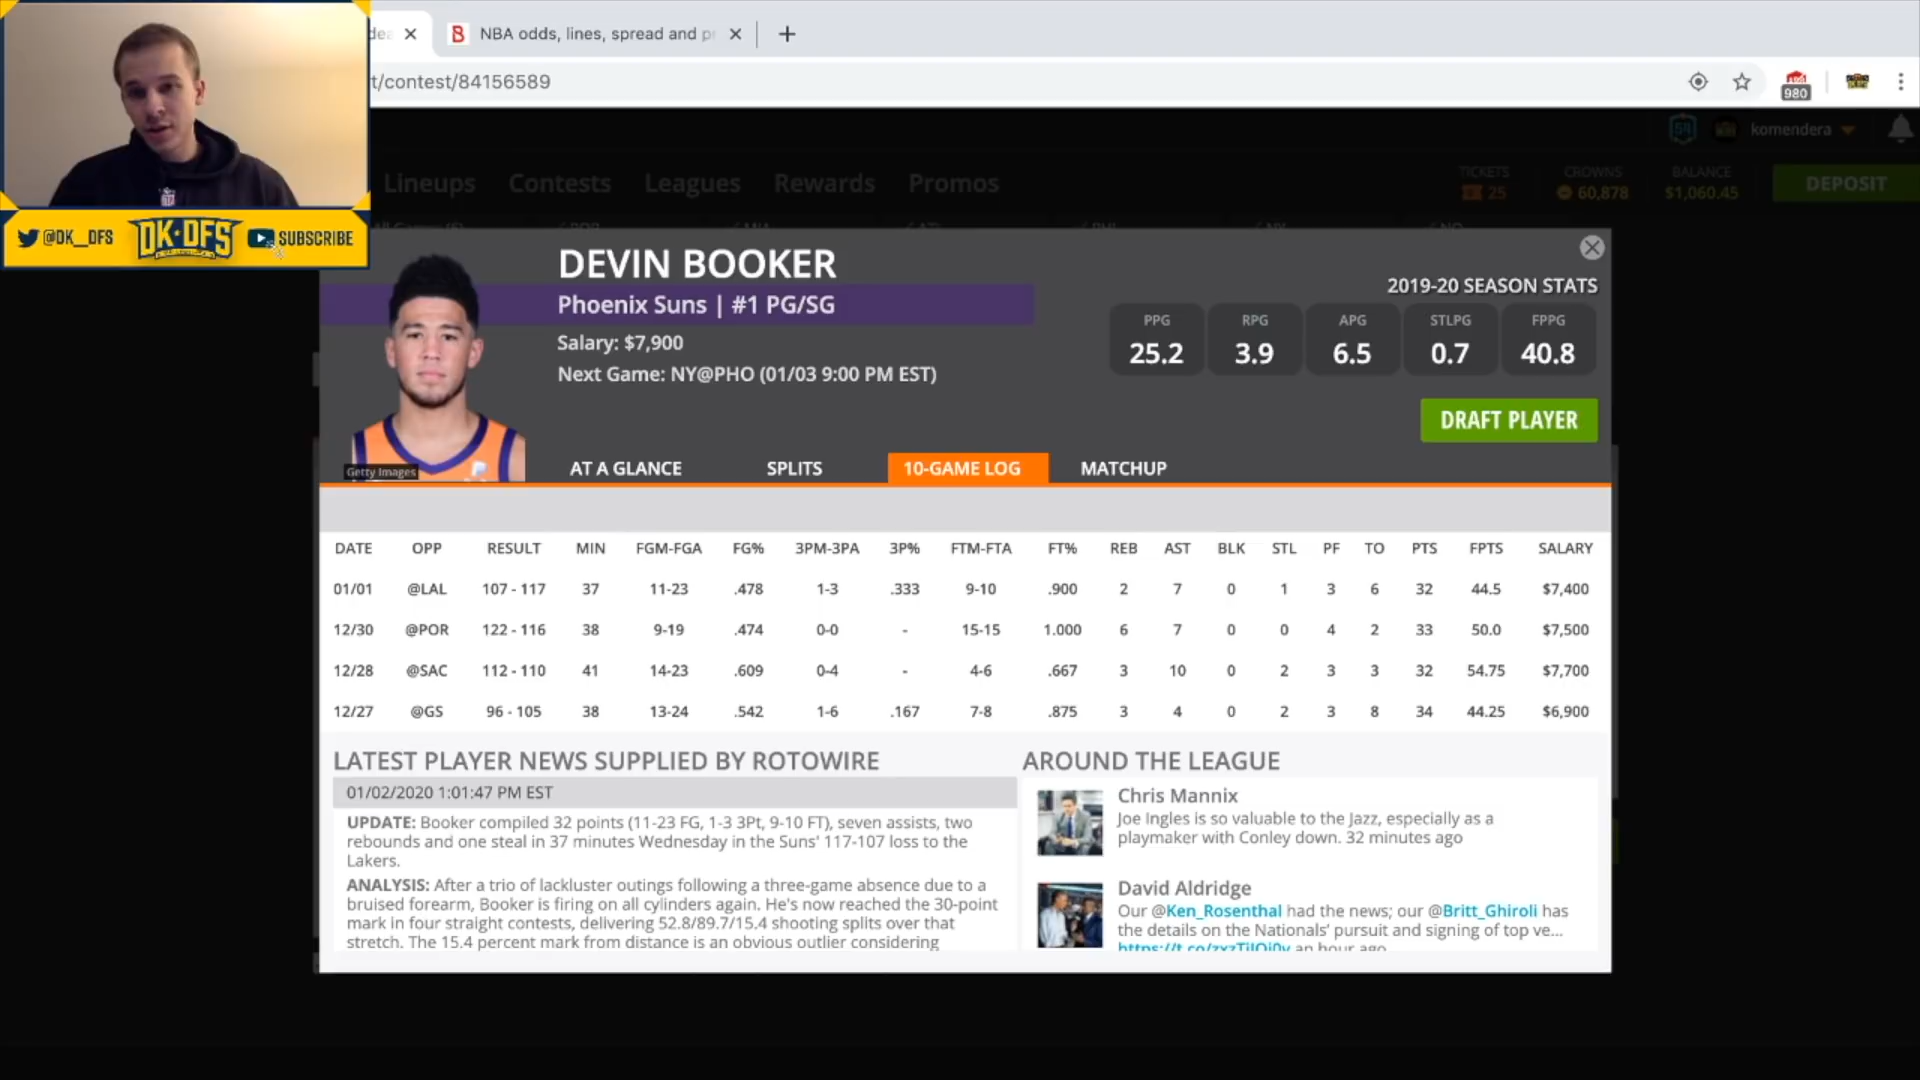 NBA odds, lines, spread and p
t/contest/84156589
980
komendera
Lineups Contests Leagues Rewards Promos
TICKETS CROWNS BALANCE
25 60,878 $1,060.45
DEPOSIT
@DK__DFS DK DFS SUBSCRIBE
DEVIN BOOKER
Phoenix Suns | #1 PG/SG
Salary: $7,900
Next Game: NY@PHO (01/03 9:00 PM EST)
2019-20 SEASON STATS
PPG RPG APG STLPG FPPG
25.2 3.9 6.5 0.7 40.8
DRAFT PLAYER
Getty Images
AT A GLANCE SPLITS 10-GAME LOG MATCHUP
DATE OPP RESULT MIN FGM-FGA FG% 3PM-3PA 3P% FTM-FTA FT% REB AST BLK STL PF TO PTS FPTS SALARY
01/01 @LAL 107 - 117 37 11-23 .478 1-3 .333 9-10 .900 2 7 0 1 3 6 32 44.5 $7,400
12/30 @POR 122 - 116 38 9-19 .474 0-0 - 15-15 1.000 6 7 0 0 4 2 33 50.0 $7,500
12/28 @SAC 112 - 110 41 14-23 .609 0-4 - 4-6 .667 3 10 0 2 3 3 32 54.75 $7,700
12/27 @GS 96 - 105 38 13-24 .542 1-6 .167 7-8 .875 3 4 0 2 3 8 34 44.25 $6,900
LATEST PLAYER NEWS SUPPLIED BY ROTOWIRE
01/02/2020 1:01:47 PM EST
UPDATE: Booker compiled 32 points (11-23 FG, 1-3 3Pt, 9-10 FT), seven assists, two
rebounds and one steal in 37 minutes Wednesday in the Suns' 117-107 loss to the
Lakers.
ANALYSIS: After a trio of lackluster outings following a three-game absence due to a
bruised forearm, Booker is firing on all cylinders again. He's now reached the 30-point
mark in four straight contests, delivering 52.8/89.7/15.4 shooting splits over that
stretch. The 15.4 percent mark from distance is an obvious outlier considering
AROUND THE LEAGUE
Chris Mannix
Joe Ingles is so valuable to the Jazz, especially as a
playmaker with Conley down. 32 minutes ago
David Aldridge
Our @Ken_Rosenthal had the news; our @Britt_Ghiroli has
the details on the Nationals' pursuit and signing of top ve...
an hour ago